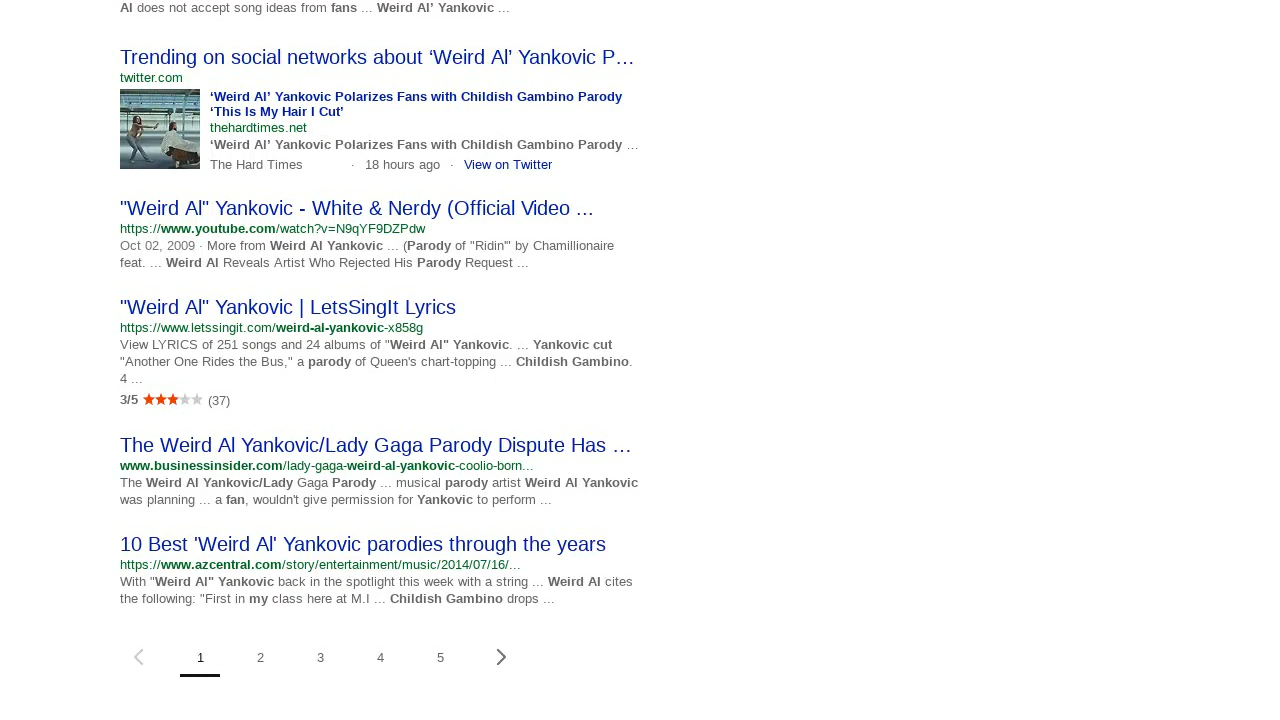 Al does not accept song ideas from fans ... Weird Al’ Yankovic ...
Trending on social networks about ‘Weird Al’ Yankovic P...
twitter.com
‘Weird Al’ Yankovic Polarizes Fans with Childish Gambino Parody
‘This Is My Hair I Cut’
thehardtimes.net
‘Weird Al’ Yankovic Polarizes Fans with Childish Gambino Parody ...
The Hard Times · 18 hours ago · View on Twitter
"Weird Al" Yankovic - White & Nerdy (Official Video ...
https://www.youtube.com/watch?v=N9qYF9DZPdw
Oct 02, 2009 · More from Weird Al Yankovic ... (Parody of "Ridin'" by Chamillionaire
feat. ... Weird Al Reveals Artist Who Rejected His Parody Request ...
"Weird Al" Yankovic | LetsSingIt Lyrics
https://www.letssingit.com/weird-al-yankovic-x858g
View LYRICS of 251 songs and 24 albums of "Weird Al" Yankovic. ... Yankovic cut
"Another One Rides the Bus," a parody of Queen's chart-topping ... Childish Gambino.
4 ...
3/5 (37)
The Weird Al Yankovic/Lady Gaga Parody Dispute Has ...
www.businessinsider.com/lady-gaga-weird-al-yankovic-coolio-born...
The Weird Al Yankovic/Lady Gaga Parody ... musical parody artist Weird Al Yankovic
was planning ... a fan, wouldn't give permission for Yankovic to perform ...
10 Best 'Weird Al' Yankovic parodies through the years
https://www.azcentral.com/story/entertainment/music/2014/07/16/...
With "Weird Al" Yankovic back in the spotlight this week with a string ... Weird Al cites
the following: "First in my class here at M.I ... Childish Gambino drops ...
1 2 3 4 5